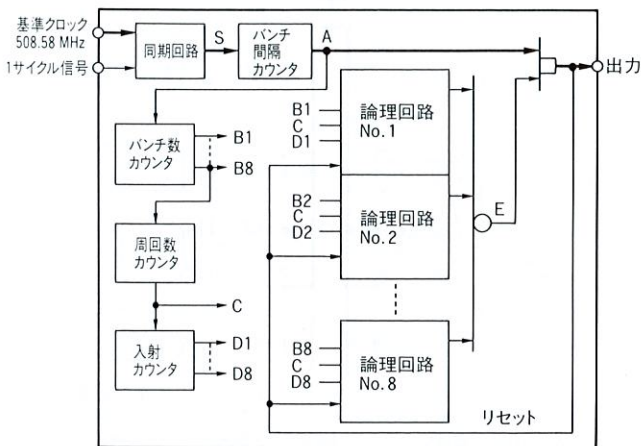 基準クロック
508.58 MHz
1サイクル信号
同期回路
S
バンチ
間隔
カウンタ
A
出力
バンチ数
カウンタ
B1
B8
周回数
カウンタ
C
入射
カウンタ
D1
D8
B1
C
D1
論理回路
No.1
B2
C
D2
論理回路
No.2
E
B8
C
D8
論理回路
No.8
リセット